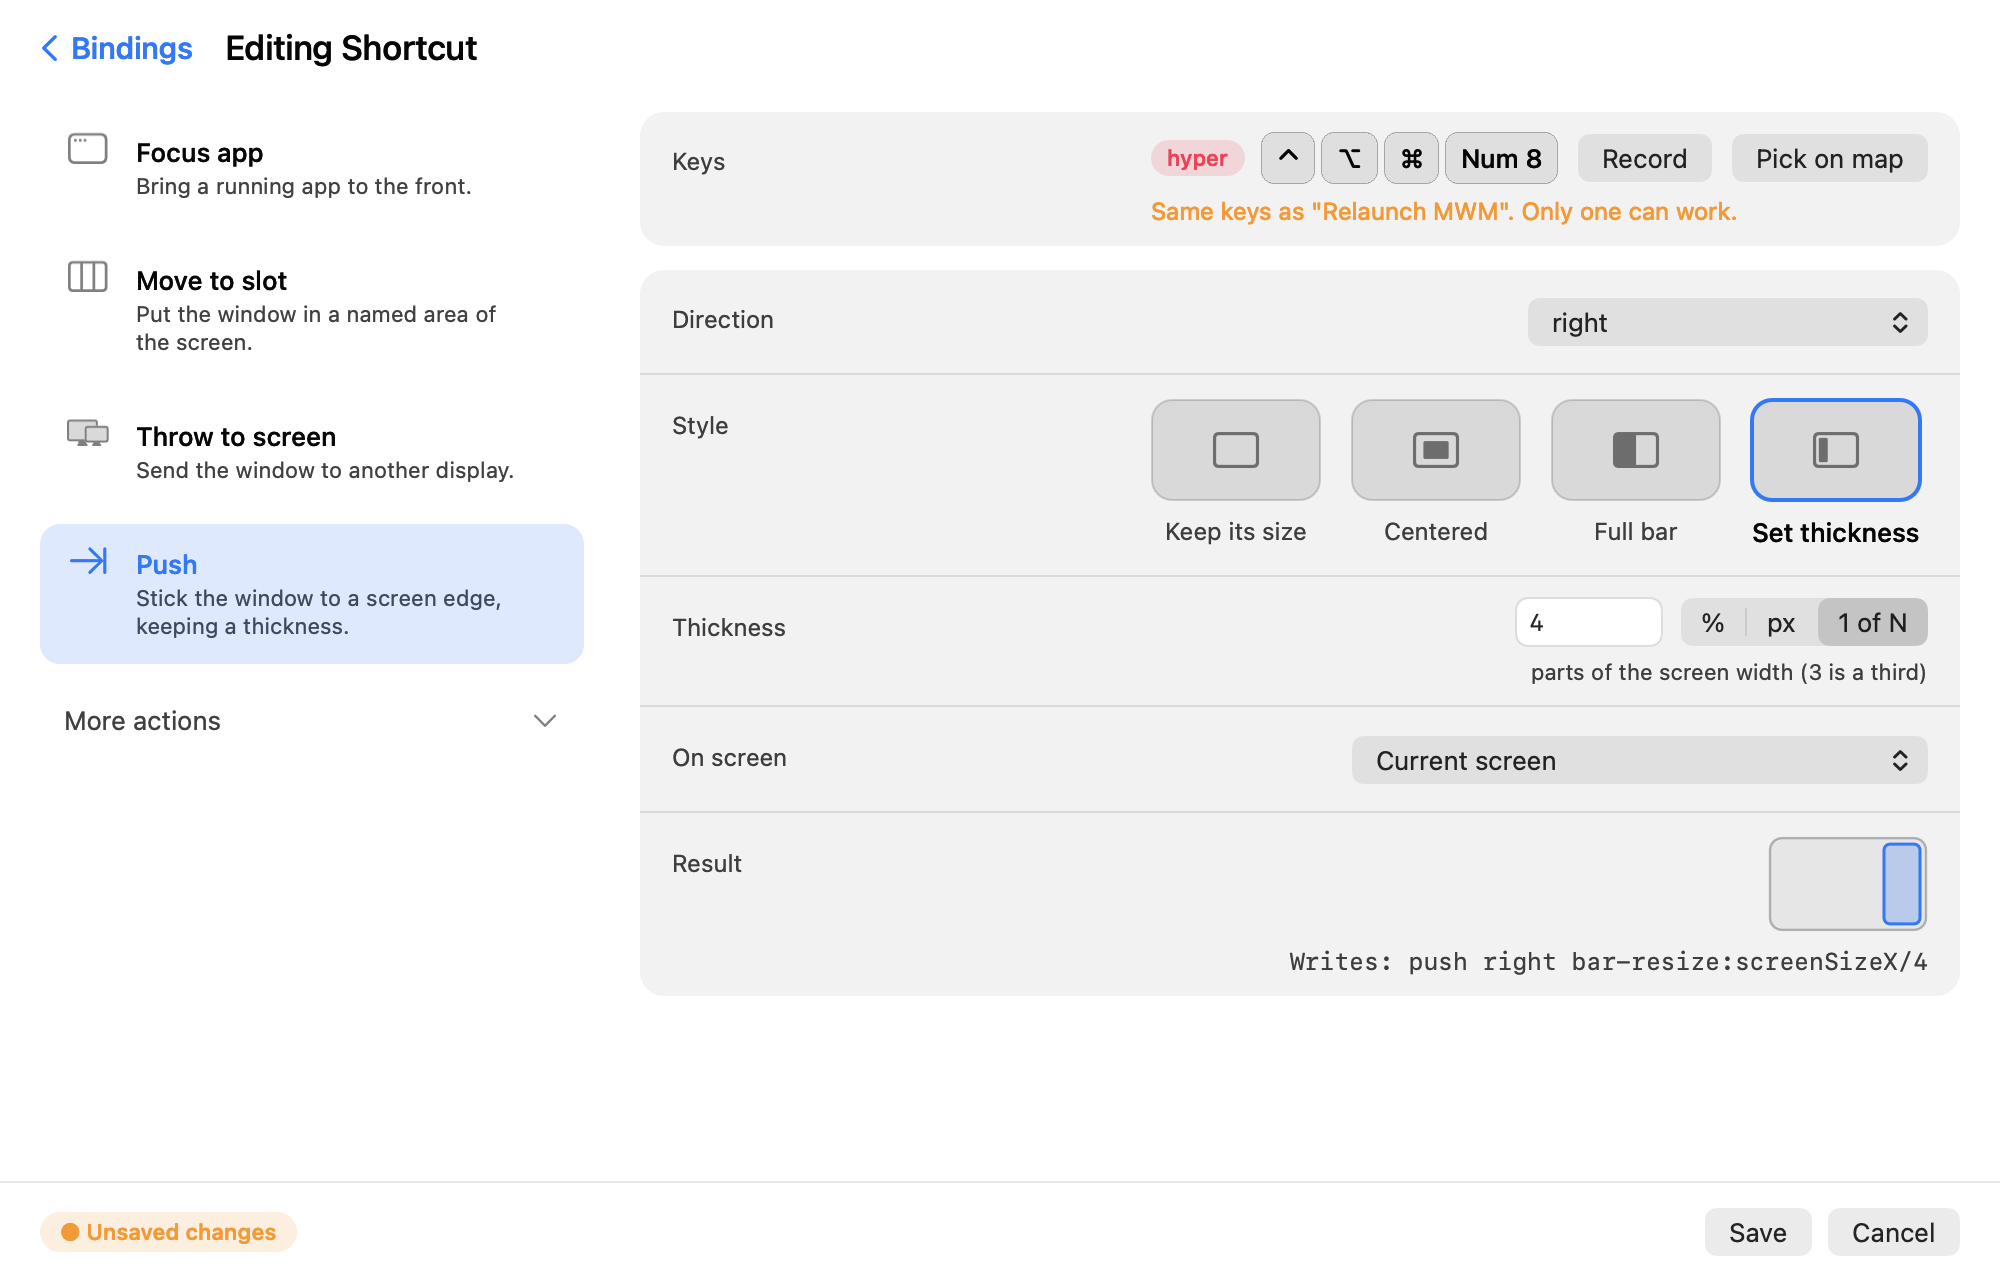 Bindings Editing Shortcut
Focus app
Bring a running app to the front.
Move to slot
Put the window in a named area of
the screen.
Throw to screen
Send the window to another display.
Push
Stick the window to a screen edge,
keeping a thickness.
More actions
Keys hyper ^ ⌥ ⌘ Num 8 Record Pick on map
Same keys as "Relaunch MWM". Only one can work.
Direction right
Style
Keep its size Centered Full bar Set thickness
Thickness 4 % px 1 of N
parts of the screen width (3 is a third)
On screen Current screen
Result
Writes: push right bar-resize:screenSizeX/4
Unsaved changes Save Cancel